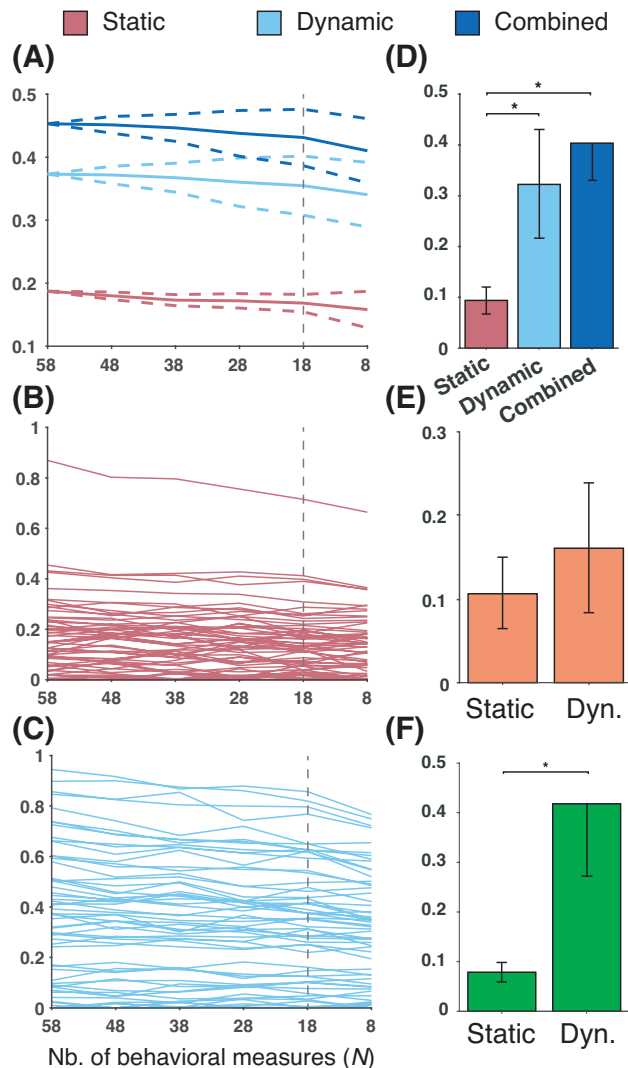 Static Dynamic Combined
(A)
0.5
0.4
0.3
0.2
0.1
58 48 38 28 18 8
(D)
* 
*
0.5
0.4
0.3
0.2
0.1
0
Static Dynamic Combined
(B)
1
0.8
0.6
0.4
0.2
0
58 48 38 28 18 8
(E)
0.3
0.2
0.1
0
Static Dyn.
(C)
1
0.8
0.6
0.4
0.2
0
58 48 38 28 18 8
Nb. of behavioral measures (N)
(F)
*
0.5
0.4
0.3
0.2
0.1
0
Static Dyn.